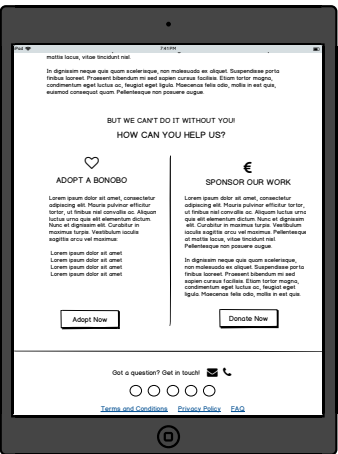 iPad
7:41PM
mattis lacus, vitae tincidunt nisl.
In dignissim neque quis quam scelerisque, non malesuada ex aliquet. Suspendisse porta
finibus laoreet. Praesent bibendum mi sed sapien cursus facilisis. Etiam tortor magna,
condimentum eget luctus ac, feugiat eget ligula. Maecenas felis odio, mollis in est quis,
euismod consequat quam. Pellentesque non posuere augue.
BUT WE CAN'T DO IT WITHOUT YOU!
HOW CAN YOU HELP US?
ADOPT A BONOBO
Lorem ipsum dolor sit amet, consectetur
adipiscing elit. Mauris pulvinar efficitur
tortor, ut finibus nisl convallis ac. Aliquam
luctus urna quis elit elementum dictum.
Nunc et dignissim elit. Curabitur in
maximus turpis. Vestibulum iaculis
sagittis arcu vel maximus:
Lorem ipsum dolor sit amet
Lorem ipsum dolor sit amet
Lorem ipsum dolor sit amet
Lorem ipsum dolor sit amet
Adopt Now
€
SPONSOR OUR WORK
Lorem ipsum dolor sit amet, consectetur
adipiscing elit. Mauris pulvinar efficitur tortor,
ut finibus nisl convallis ac. Aliquam luctus urna
quis elit elementum dictum. Nunc et
dignissim elit. Curabitur in maximus turpis. Vestibulum
iaculis sagittis arcu vel maximus. Pellentesque
at mattis lacus, vitae tincidunt nisl.
Pellentesque non posuere augue.
In dignissim neque quis quam scelerisque,
non malesuada ex aliquet. Suspendisse porta
finibus laoreet. Praesent bibendum mi sed
sapien cursus facilisis. Etiam tortor magna,
condimentum eget luctus ac, feugiat eget
ligula. Maecenas felis odio, mollis in est quis.
Donate Now
Got a question? Get in touch!
Terms and Conditions Privacy Policy FAQ